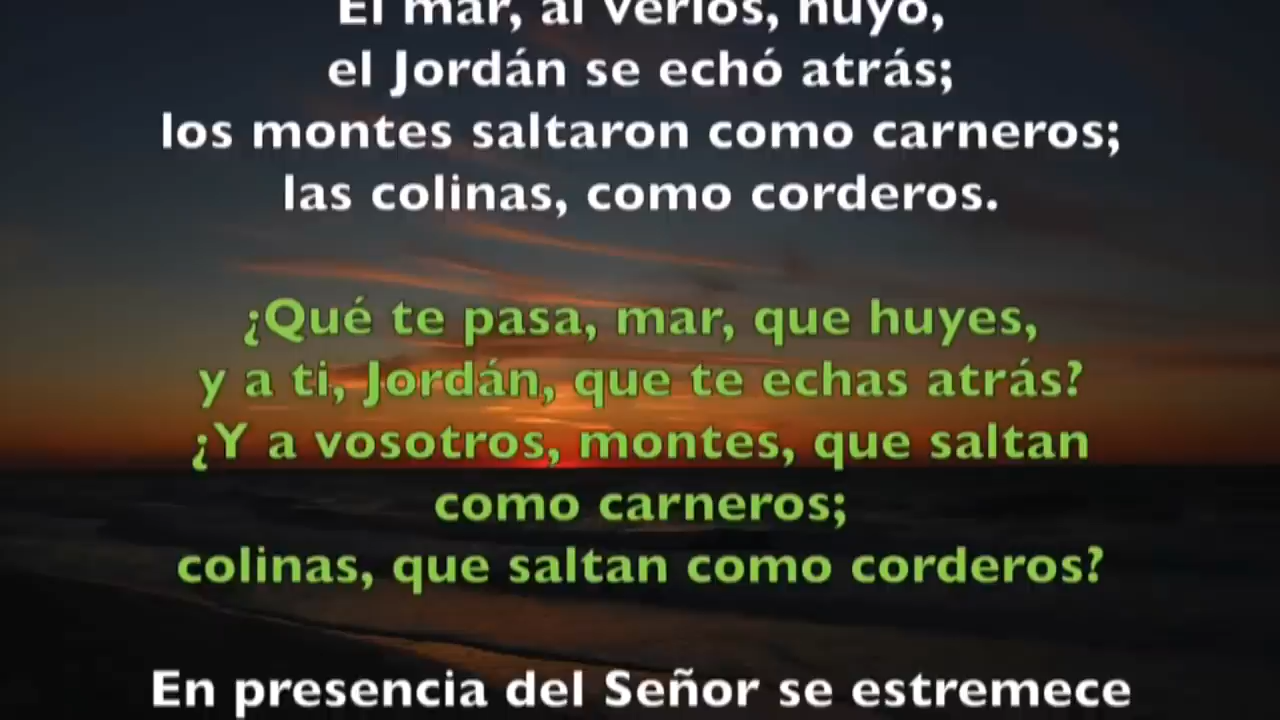 El mar, al verlos, huyó,
el Jordán se echó atrás;
los montes saltaron como carneros;
las colinas, como corderos.
¿Qué te pasa, mar, que huyes,
y a ti, Jordán, que te echas atrás?
¿Y a vosotros, montes, que saltan
como carneros;
colinas, que saltan como corderos?
En presencia del Señor se estremece